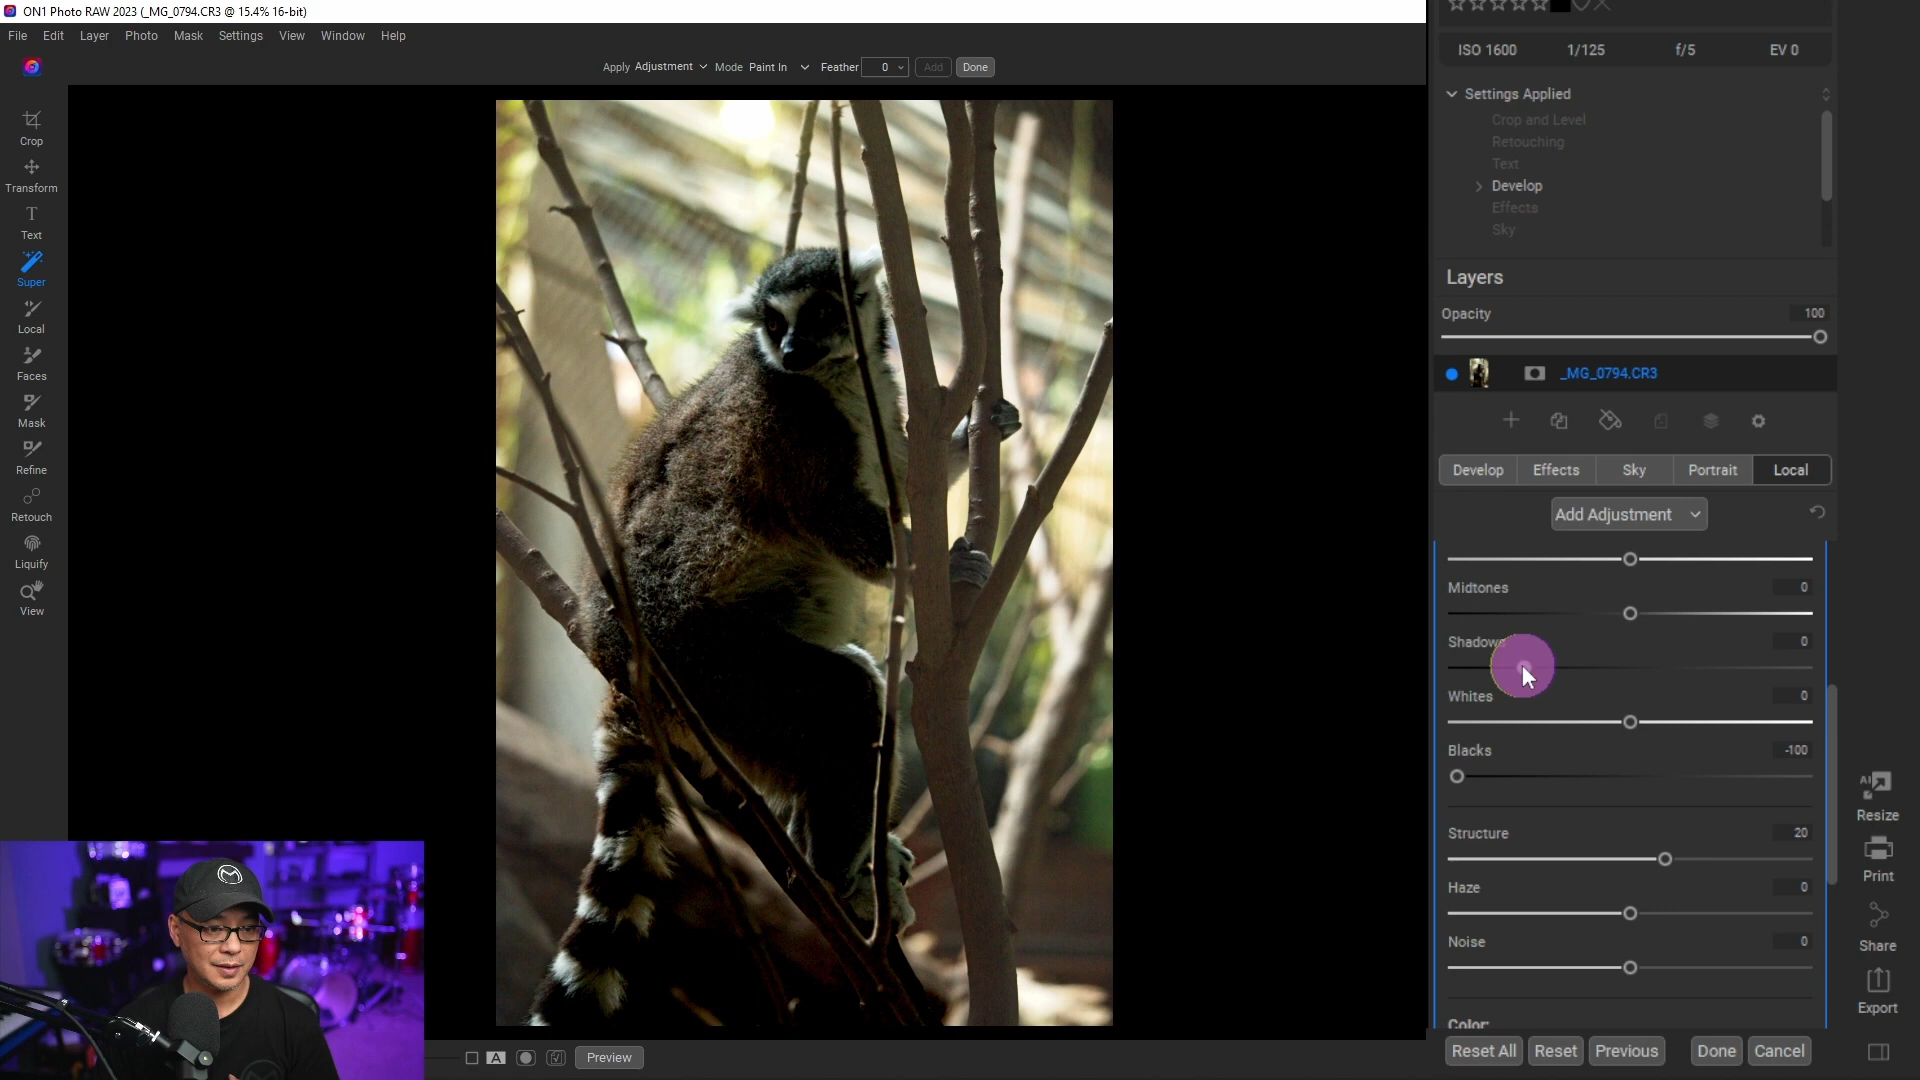 ON1 Photo RAW 2023 (_MG_0794.CR3 @ 15.4% 16-bit)
File Edit Layer Photo Mask Settings View Window Help
Apply Adjustment Mode Paint In Feather 0 Add Done
Crop
Transform
T
Text
Super
Local
Faces
Mask
Refine
Retouch
Liquify
View
A
Preview
ISO 1600 1/125 f/5 EV 0
Settings Applied
Crop and Level
Retouching
Text
Develop
Effects
Sky
Layers
Opacity 100
_MG_0794.CR3
Develop Effects Sky Portrait Local
Add Adjustment
Midtones 0
Shadows 0
Whites 0
Blacks -100
Structure 20
Haze 0
Noise 0
Color:
Reset All Reset Previous Done Cancel
AI
Resize
Print
Share
Export